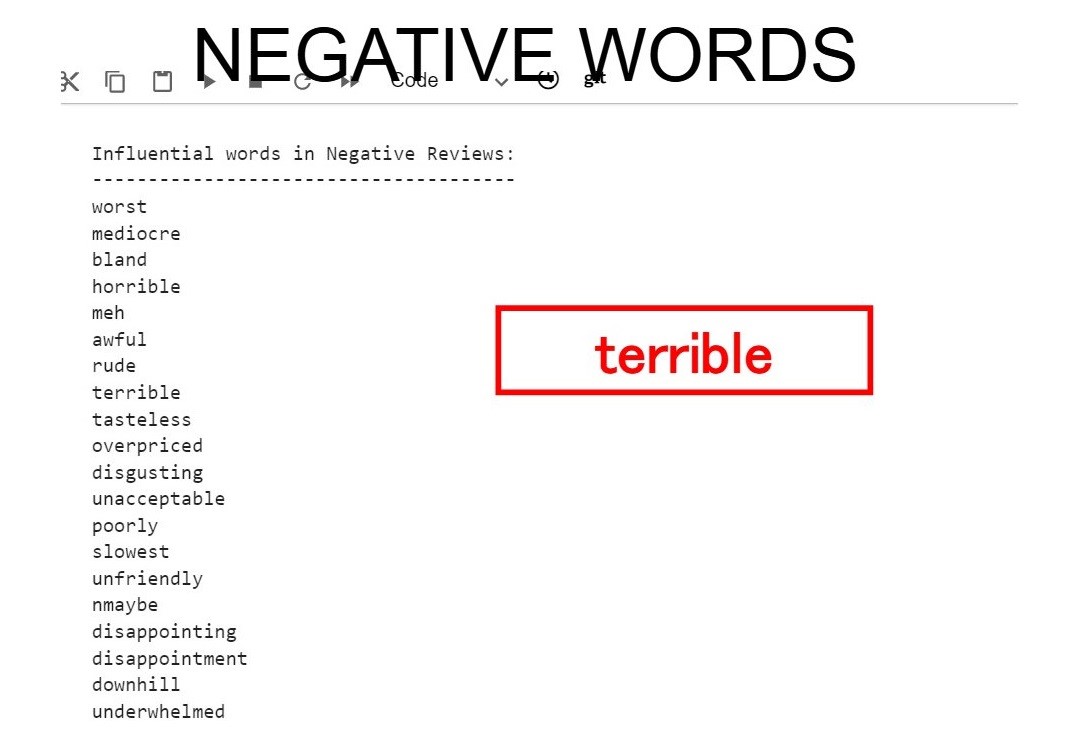 NEGATIVE WORDS
Code
git
Influential words in Negative Reviews:
--------------------------------------
worst
mediocre
bland
horrible
meh
awful
rude
terrible
tasteless
overpriced
disgusting
unacceptable
poorly
slowest
unfriendly
nmaybe
disappointing
disappointment
downhill
underwhelmed
terrible